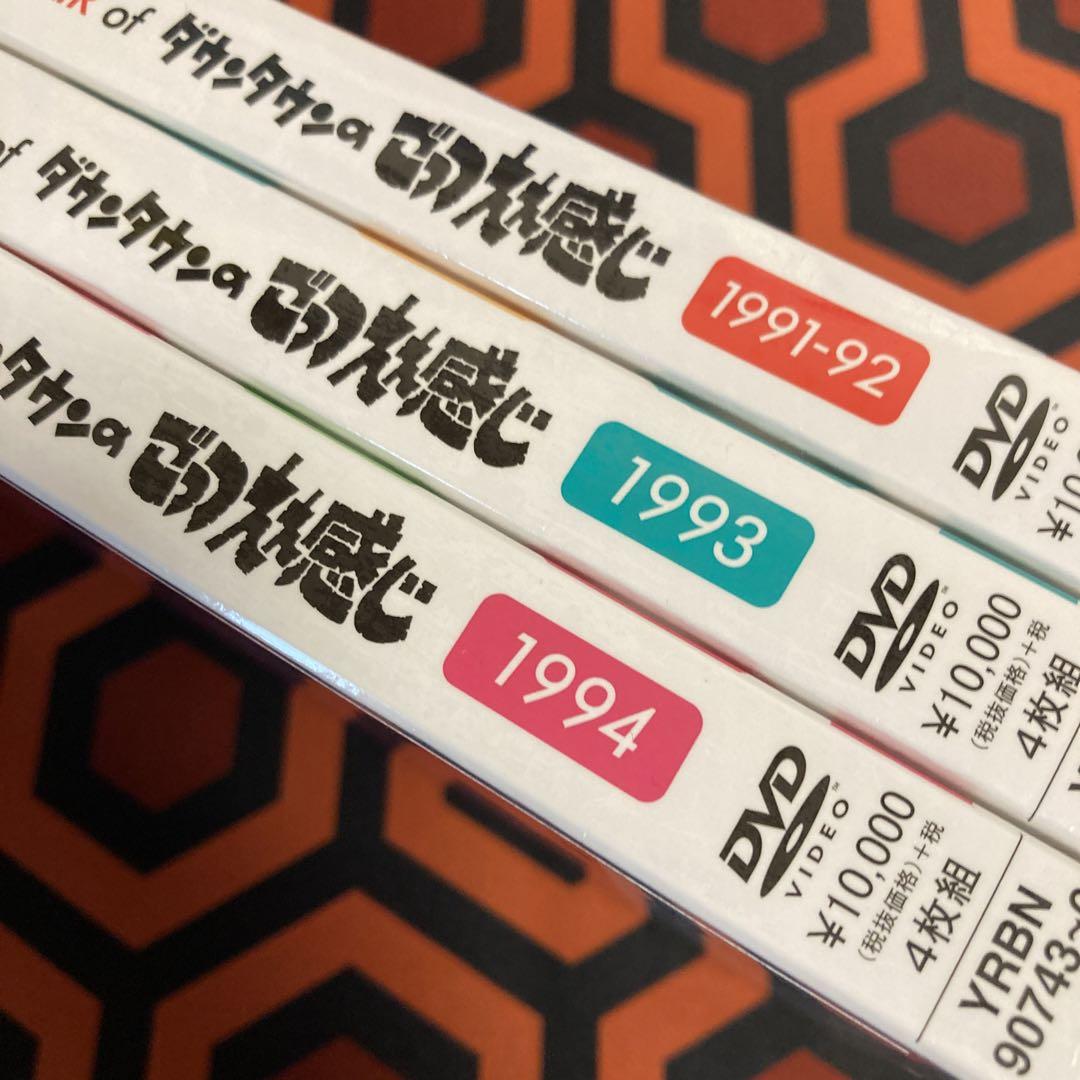 of ダウンタウンの ごっつええ感じ 1991-92 DVD VIDEO
of ダウンタウンの ごっつええ感じ 1993 DVD VIDEO ¥10,000 (税抜価格)+税 4枚組
タウンの ごっつええ感じ 1994 DVD VIDEO ¥10,000 (税抜価格)+税 4枚組 YRBN